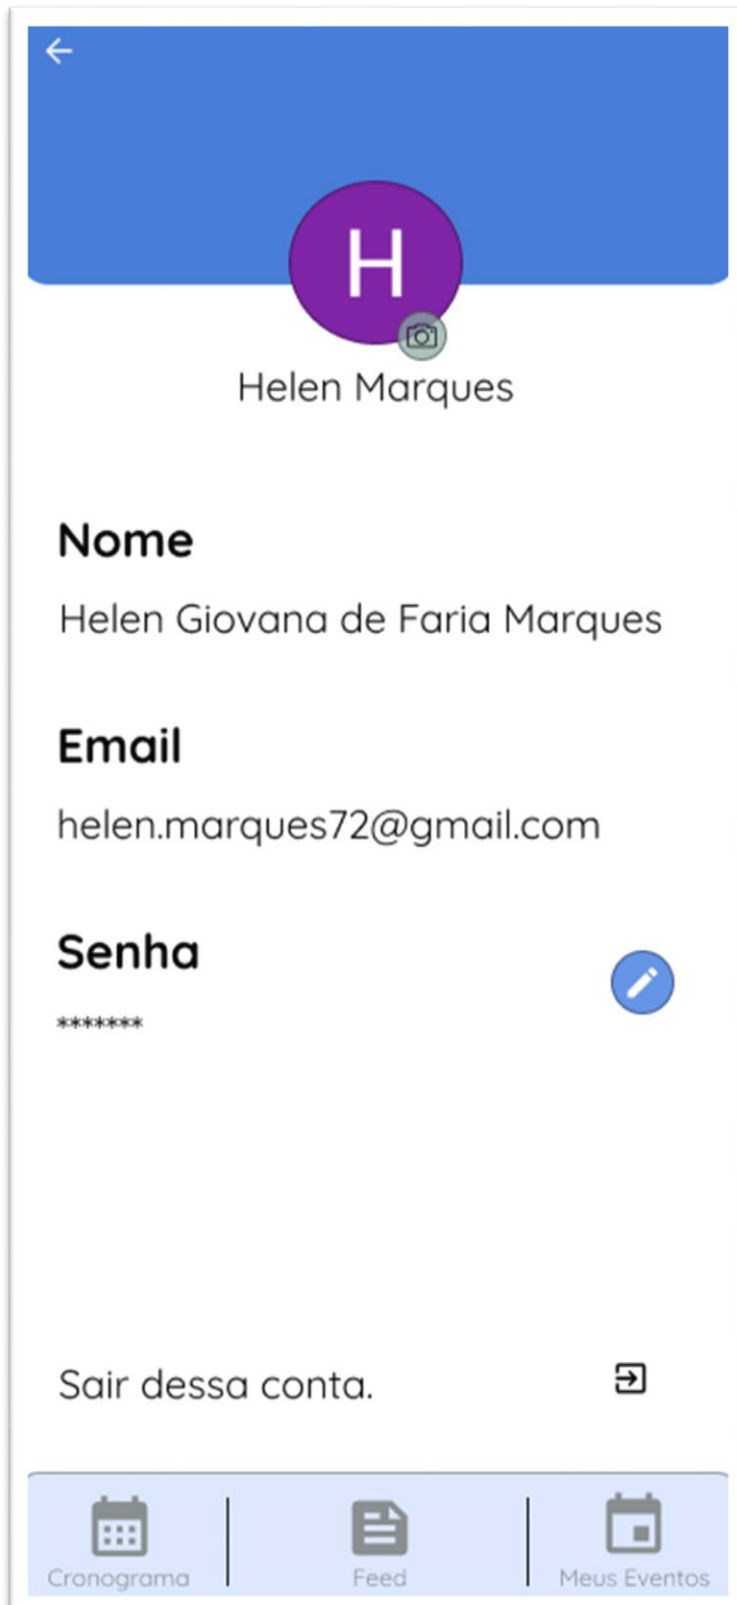 H
Helen Marques
Nome
Helen Giovana de Faria Marques
Email
helen.marques72@gmail.com
Senha
*******
Sair dessa conta.
Cronograma
Feed
Meus Eventos